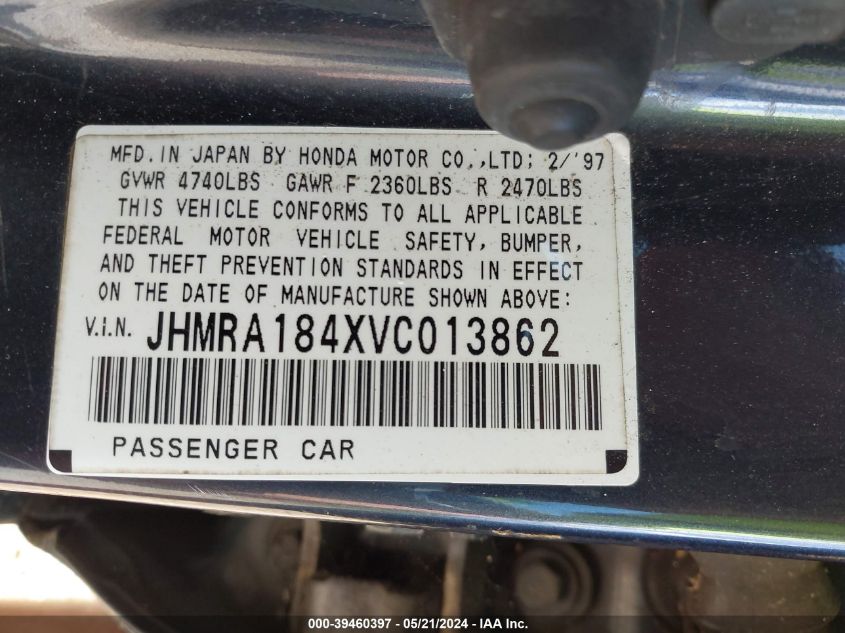 MFD. IN JAPAN BY HONDA MOTOR CO.,LTD; 2/'97
GVWR 4740LBS GAWR F 2360LBS R 2470LBS
THIS VEHICLE CONFORMS TO ALL APPLICABLE
FEDERAL MOTOR VEHICLE SAFETY, BUMPER,
AND THEFT PREVENTION STANDARDS IN EFFECT
ON THE DATE OF MANUFACTURE SHOWN ABOVE:
V.I.N. JHMRA184XVC013862
PASSENGER CAR
000-39460397 - 05/21/2024 - IAAI.COM.